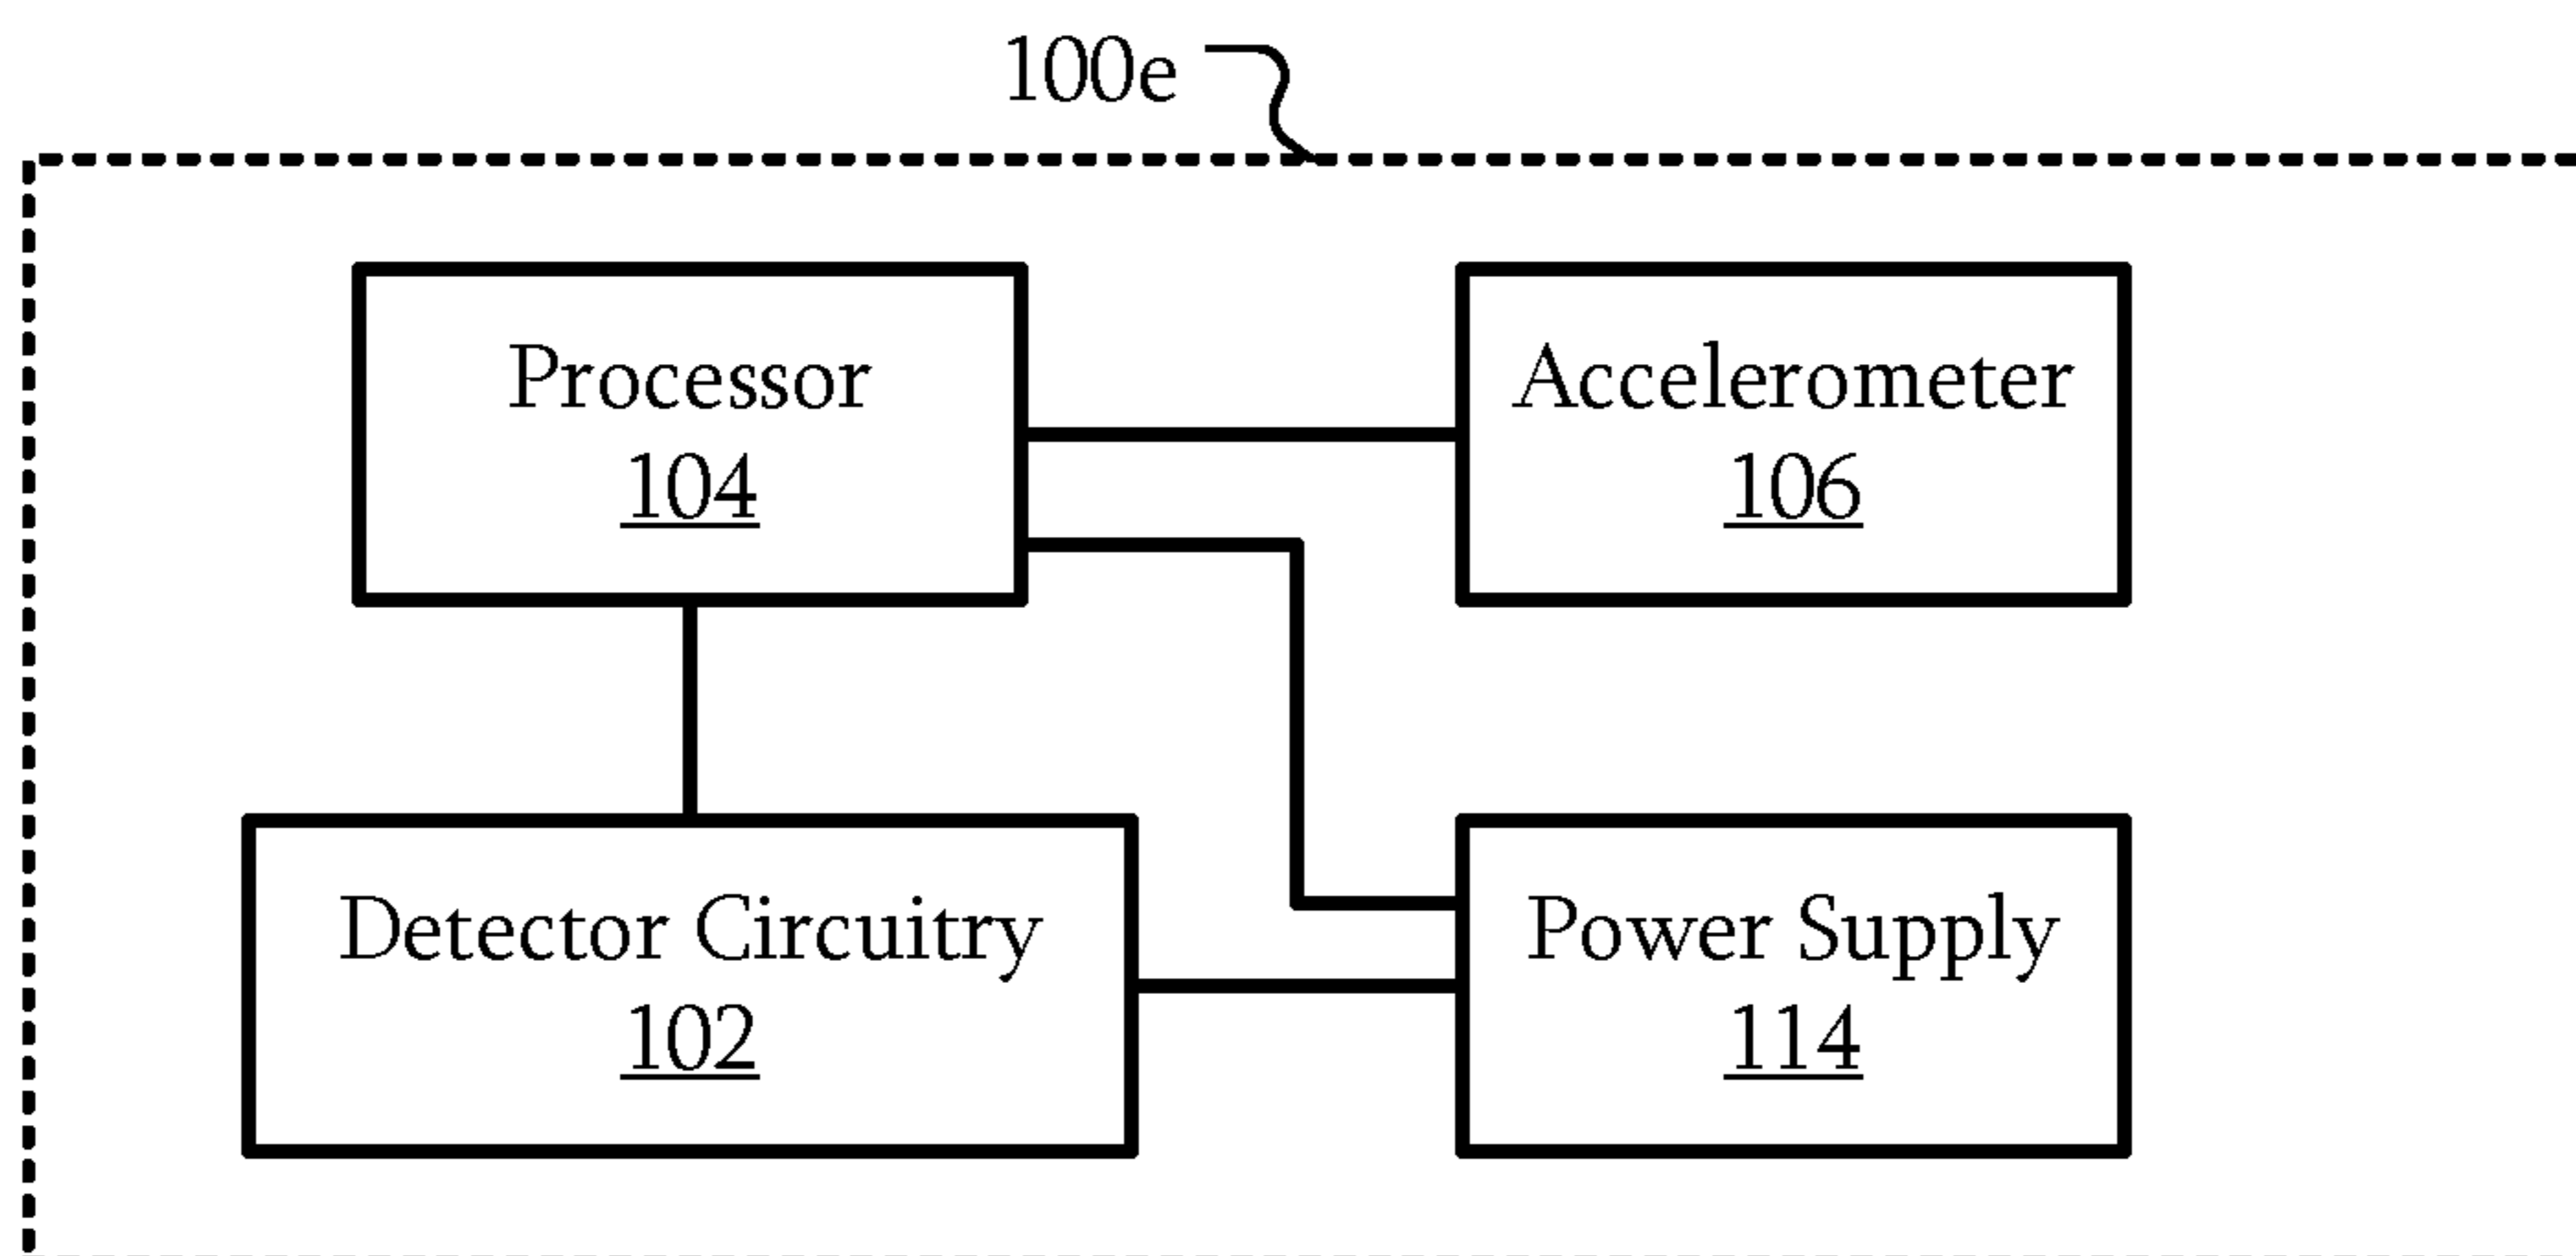 100e
Processor
104
Accelerometer
106
Detector Circuitry
102
Power Supply
114